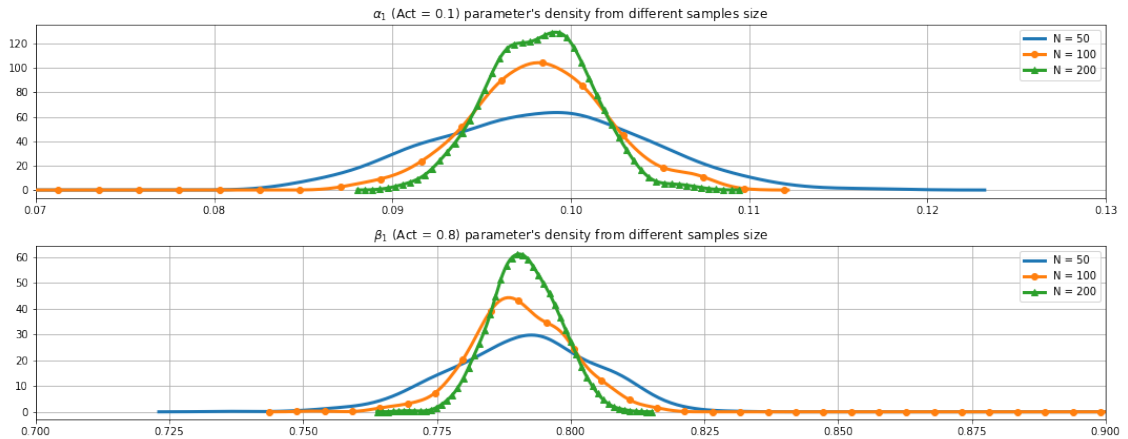 α₁ (Act = 0.1) parameter's density from different samples size
120
100
80
60
40
20
0
N = 50
N = 100
N = 200
0.07 0.08 0.09 0.10 0.11 0.12 0.13
β₁ (Act = 0.8) parameter's density from different samples size
60
50
40
30
20
10
0
N = 50
N = 100
N = 200
0.700 0.725 0.750 0.775 0.800 0.825 0.850 0.875 0.900